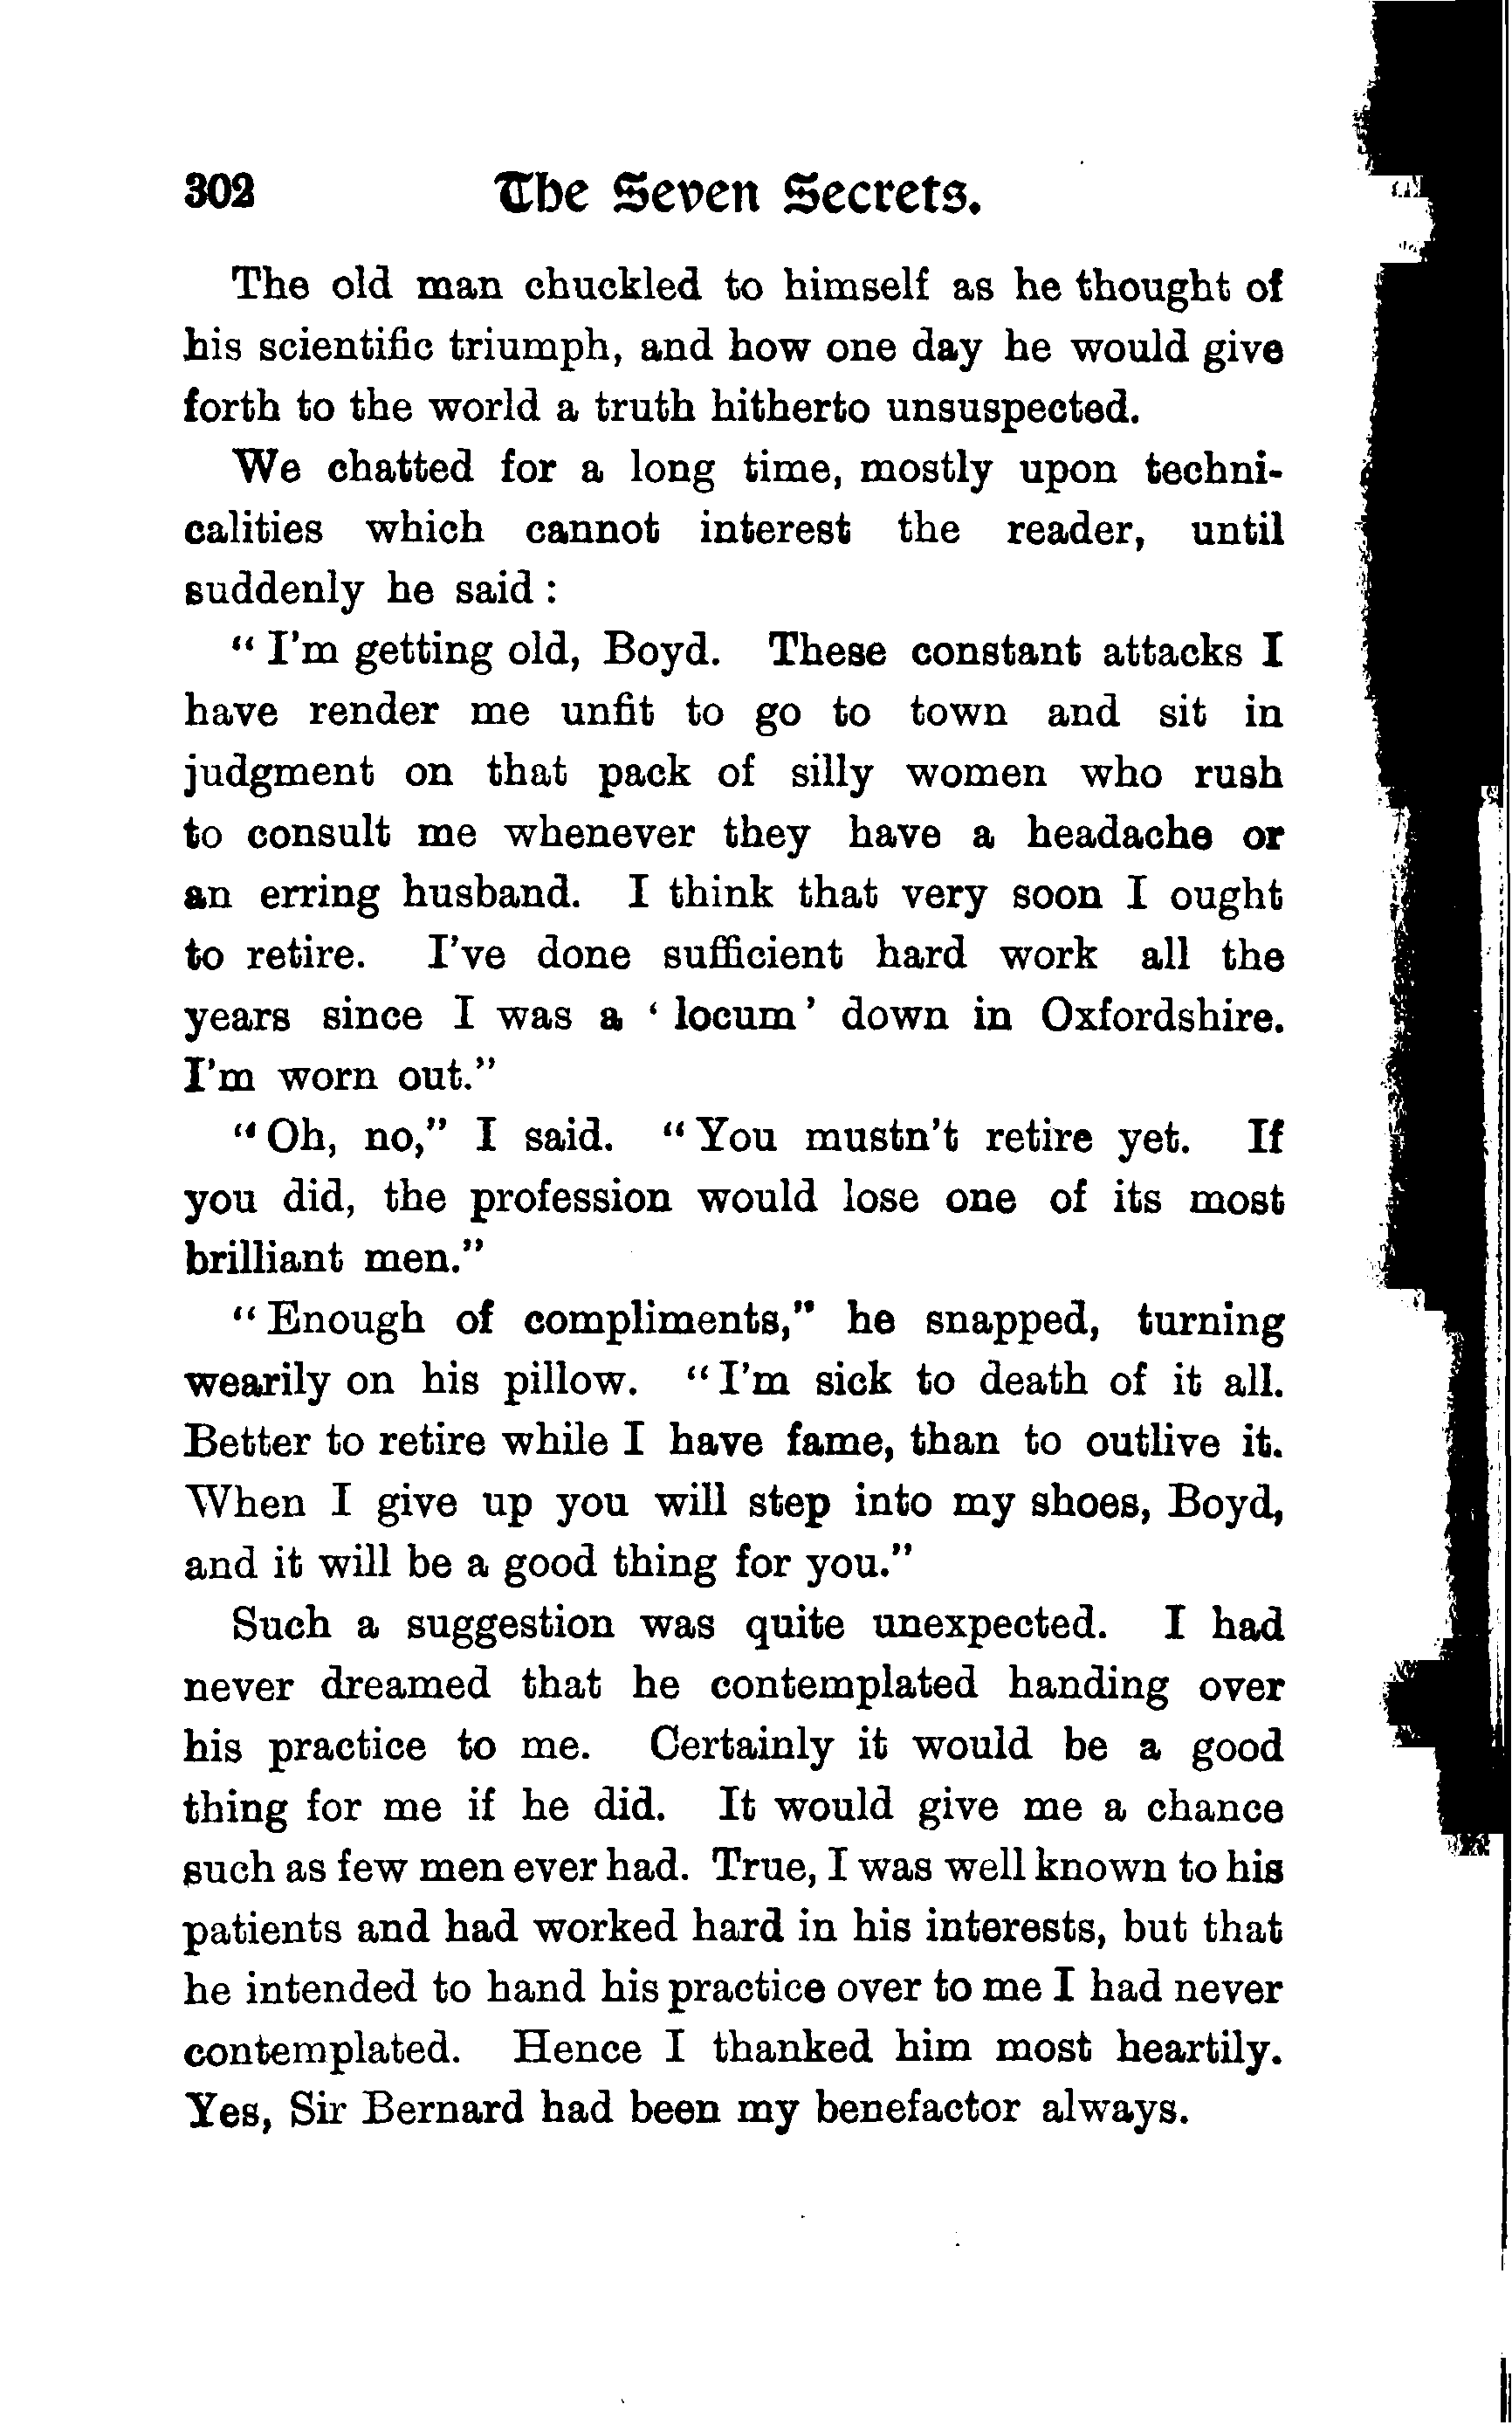 302 The Seven Secrets.
The old man chuckled to himself as he thought of
his scientific triumph, and how one day he would give
forth to the world a truth hitherto unsuspected.
We chatted for a long time, mostly upon techni-
calities which cannot interest the reader, until
suddenly he said :
" I'm getting old, Boyd. These constant attacks I
have render me unfit to go to town and sit in
judgment on that pack of silly women who rush
to consult me whenever they have a headache or
an erring husband. I think that very soon I ought
to retire. I've done sufficient hard work all the
years since I was a ' locum ' down in Oxfordshire.
I'm worn out."
" Oh, no," I said. " You mustn't retire yet. If
you did, the profession would lose one of its most
brilliant men."
" Enough of compliments," he snapped, turning
wearily on his pillow. " I'm sick to death of it all.
Better to retire while I have fame, than to outlive it.
When I give up you will step into my shoes, Boyd,
and it will be a good thing for you."
Such a suggestion was quite unexpected. I had
never dreamed that he contemplated handing over
his practice to me. Certainly it would be a good
thing for me if he did. It would give me a chance
such as few men ever had. True, I was well known to his
patients and had worked hard in his interests, but that
he intended to hand his practice over to me I had never
contemplated. Hence I thanked him most heartily.
Yes, Sir Bernard had been my benefactor always.